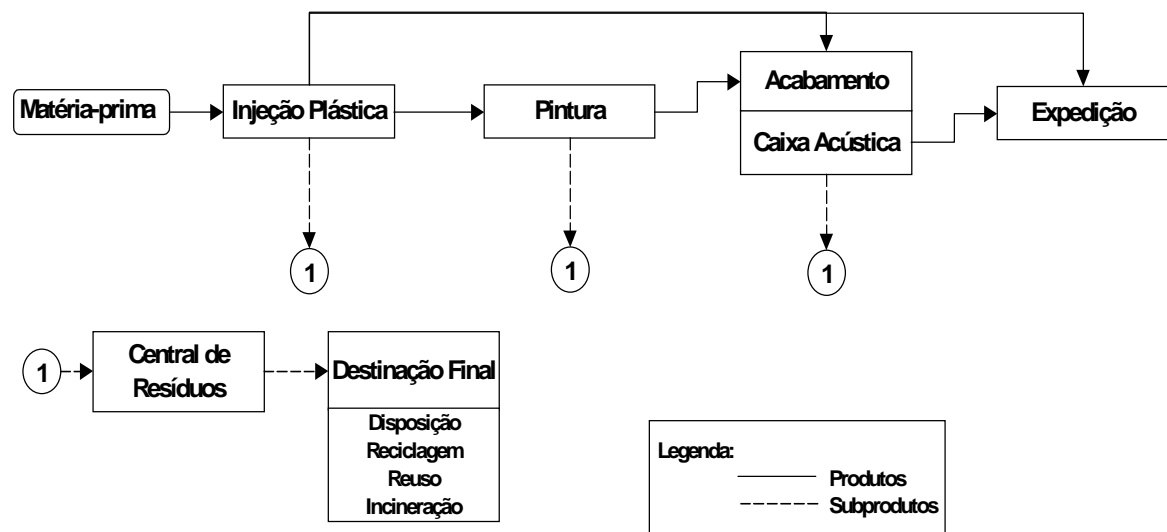 Matéria-prima
Injeção Plástica
Pintura
Acabamento
Caixa Acústica
Expedição
1
1
1
1
Central de
Resíduos
Destinação Final
Disposição
Reciclagem
Reuso
Incineração
Legenda:
Produtos
Subprodutos